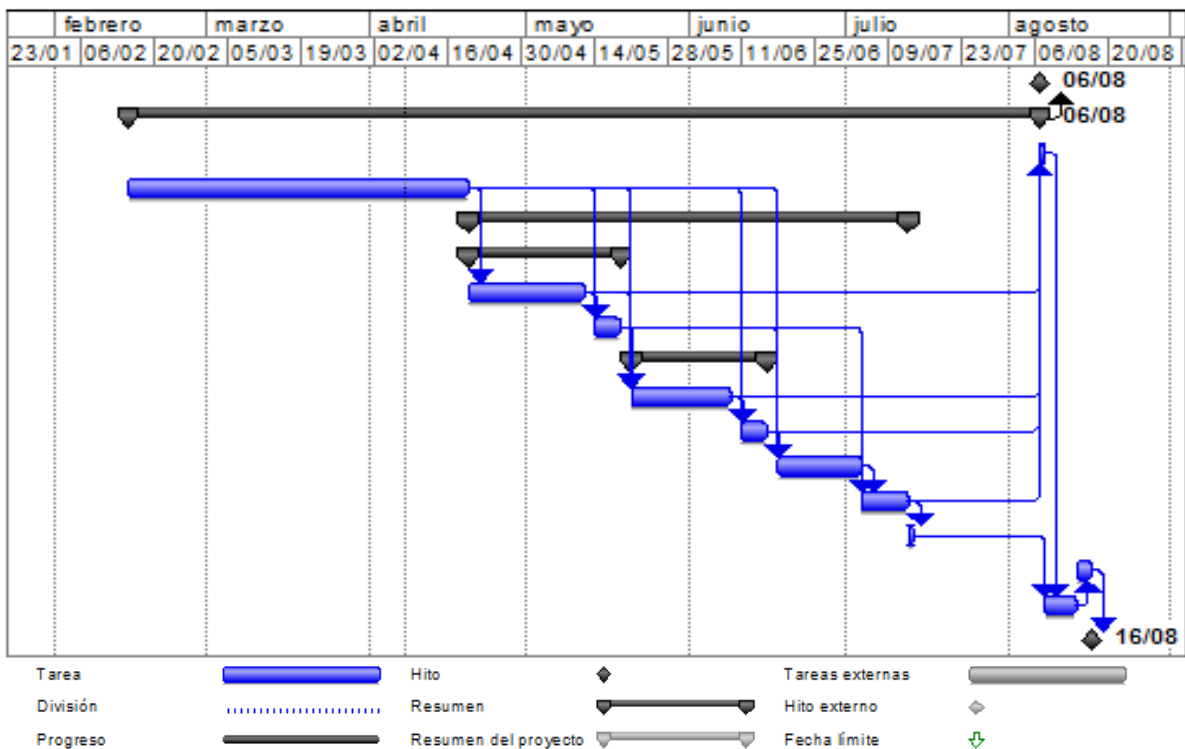 febrero marzo abril mayo junio julio agosto
23/01 06/02 20/02 05/03 19/03 02/04 16/04 30/04 14/05 28/05 11/06 25/06 09/07 23/07 06/08 20/08
06/08
06/08
16/08
Tarea Hito Tareas externas
División Resumen Hito externo
Progreso Resumen del proyecto Fecha límite